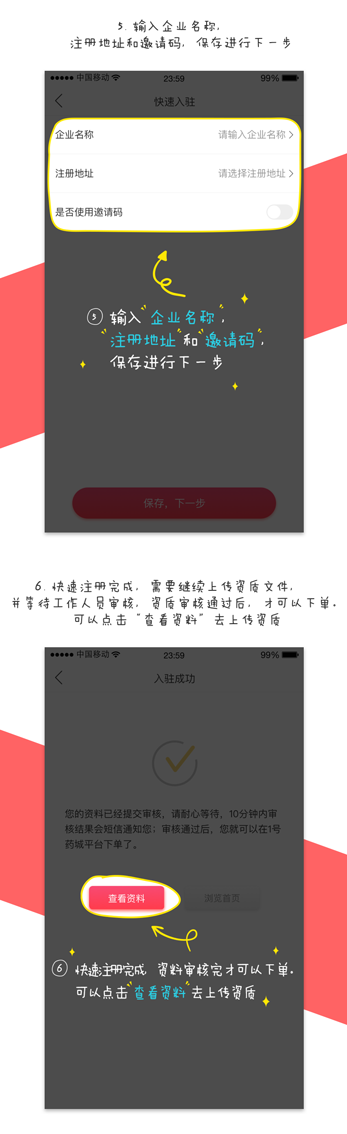 5. 输入企业名称，
注册地址和邀请码，保存进行下一步
中国移动 23:59 99%
快速入驻
企业名称 请输入企业名称
注册地址 请选择注册地址
是否使用邀请码
5 输入“企业名称”，
“注册地址”和“邀请码”，
保存进行下一步
保存，下一步
6. 快速注册完成，需要继续上传资质文件，
并等待工作人员审核，资质审核通过后，才可以下单。
可以点击“查看资料”去上传资质
中国移动 23:59 99%
入驻成功
您的资料已经提交审核，请耐心等待，10分钟内审
核结果会短信通知您；审核通过后，您就可以在1号
药城平台下单了。
查看资料 浏览首页
6 快速注册完成，资料审核完才可以下单。
可以点击“查看资料”去上传资质